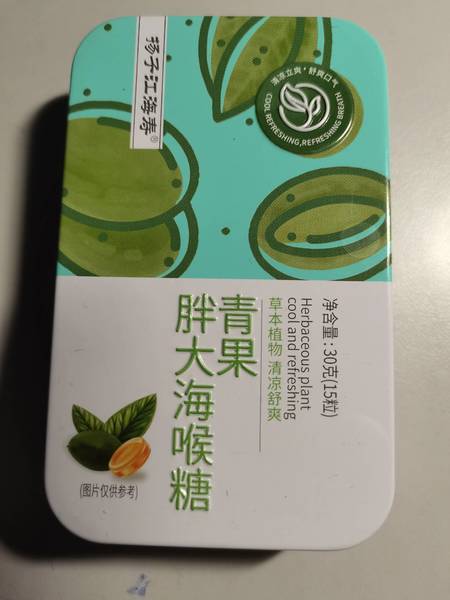 扬子江海寿®
清凉立爽·舒爽口气
COOL REFRESHING,REFRESHING BREATH
青果
胖大海喉糖
草本植物 清凉舒爽
Herbaceous plant
cool and refreshing
净含量:30克(15粒)
(图片仅供参考)